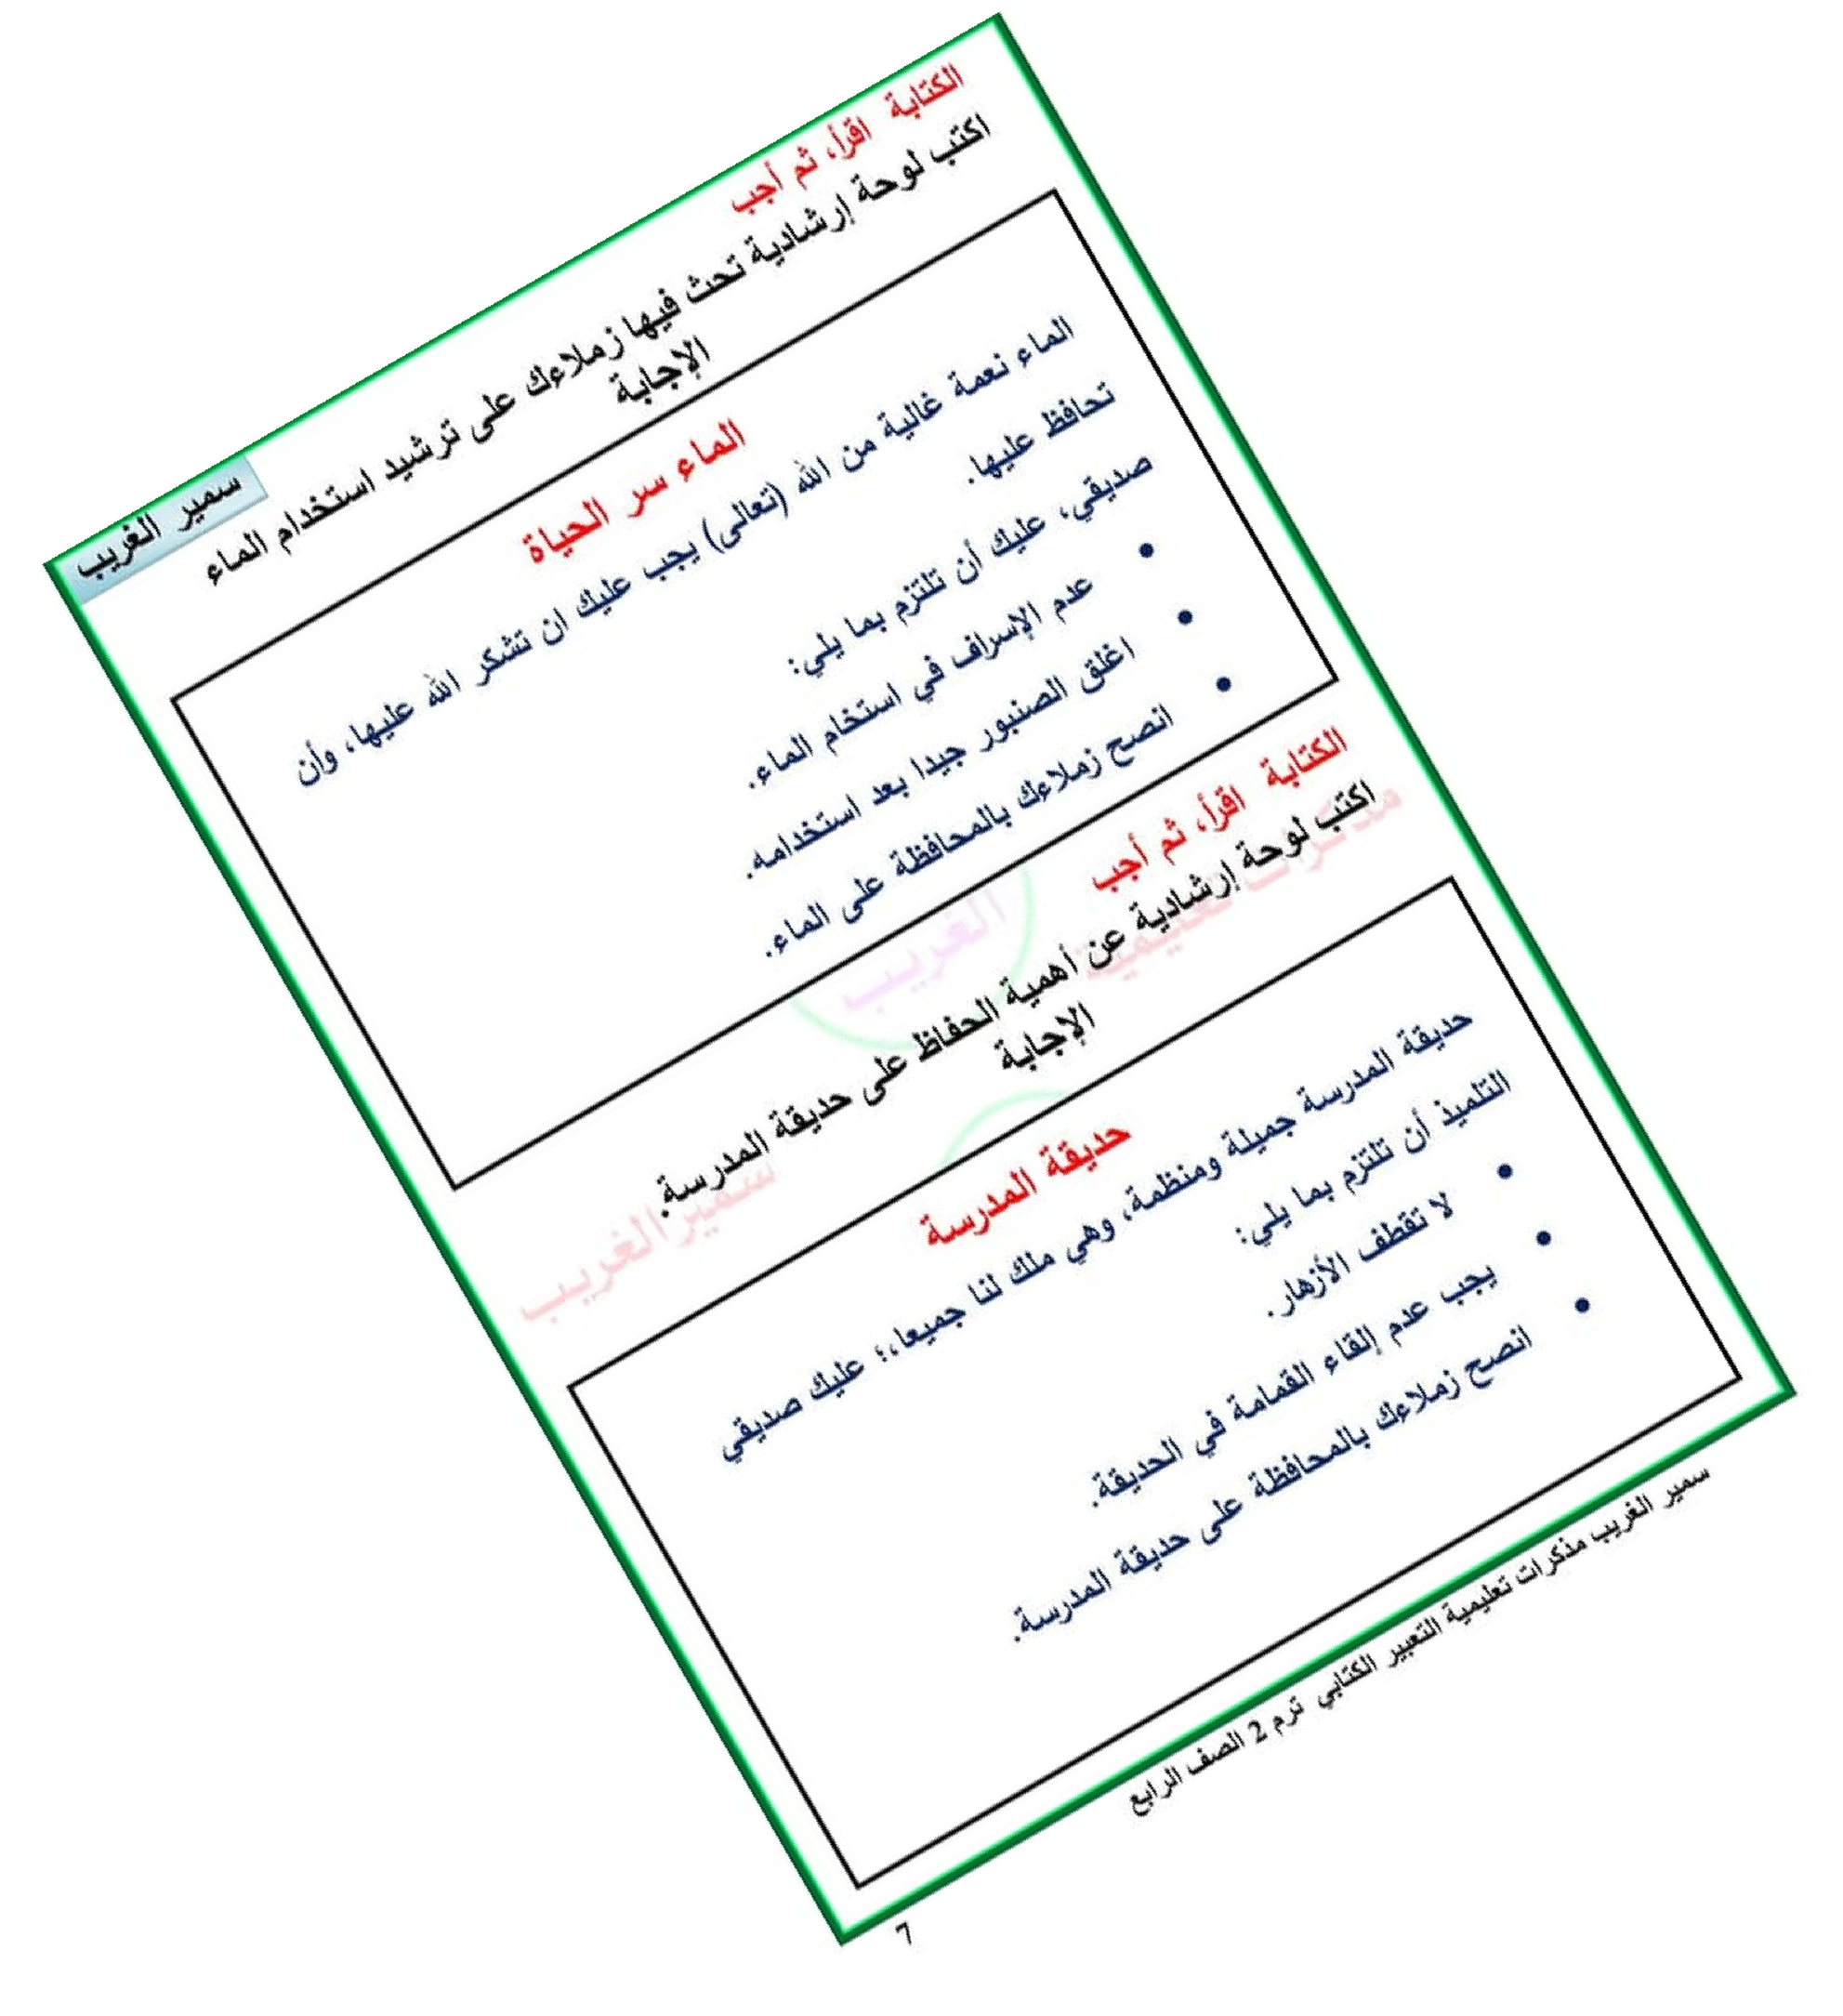 سمير الغريب
الكتابة اقرأ، ثم أجب
اكتب لوحة إرشادية تحث فيها زملاءك على ترشيد استخدام الماء
الإجابة
الماء سر الحياة
الماء نعمة غالية من الله (تعالى) يجب عليك ان تشكر الله عليها، وأن
تحافظ عليها.
صديقي، عليك أن تلتزم بما يلي:
• عدم الإسراف في استخام الماء.
• اغلق الصنبور جيدا بعد استخدامه.
• انصح زملاءك بالمحافظة على الماء.
الكتابة اقرأ، ثم أجب
اكتب لوحة إرشادية عن أهمية الحفاظ على حديقة المدرسة.
الإجابة
حديقة المدرسة
حديقة المدرسة جميلة ومنظمة، وهي ملك لنا جميعا،؛ عليك صديقي
التلميذ أن تلتزم بما يلي:
• لا تقطف الأزهار.
• يجب عدم إلقاء القمامة في الحديقة.
• انصح زملاءك بالمحافظة على حديقة المدرسة.
مذكرات تعليمية
الغريب
سمير الغريب
سمير الغريب مذكرات تعليمية التعبير الكتابي ترم 2 الصف الرابع
7